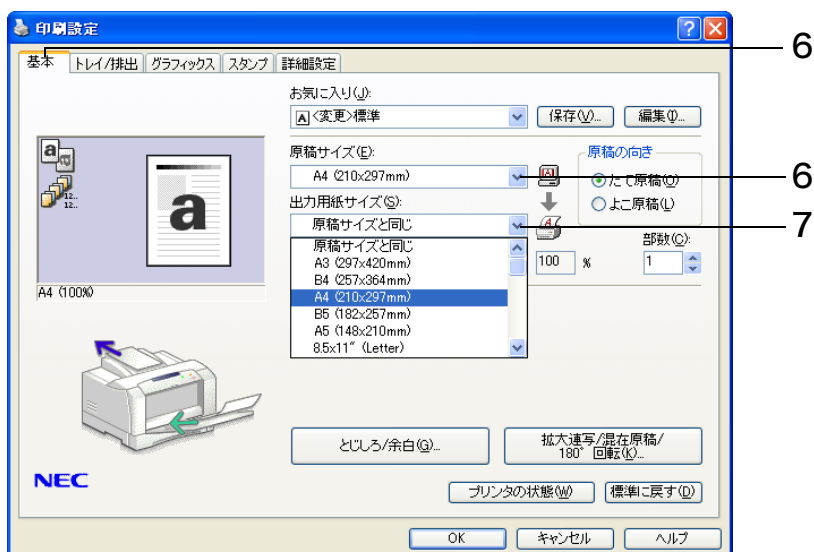 印刷設定
6
基本 トレイ/排出 グラフィックス スタンプ 詳細設定
お気に入り(J):
A <変更>標準 保存(V)... 編集(I)...
原稿サイズ(E): 原稿の向き
A4 (210x297mm) たて原稿(O) 6
出力用紙サイズ(S): よこ原稿(L)
原稿サイズと同じ 7
原稿サイズと同じ 部数(C):
A3 (297x420mm) 100 % 1
B4 (257x364mm)
A4 (210x297mm)
B5 (182x257mm)
A5 (148x210mm)
8.5x11" (Letter)
a a
12...
12...
a
A4 (100%)
とじしろ/余白(G)... 拡大連写/混在原稿/
180° 回転(K)...
NEC
プリンタの状態(W) 標準に戻す(D)
OK キャンセル ヘルプ